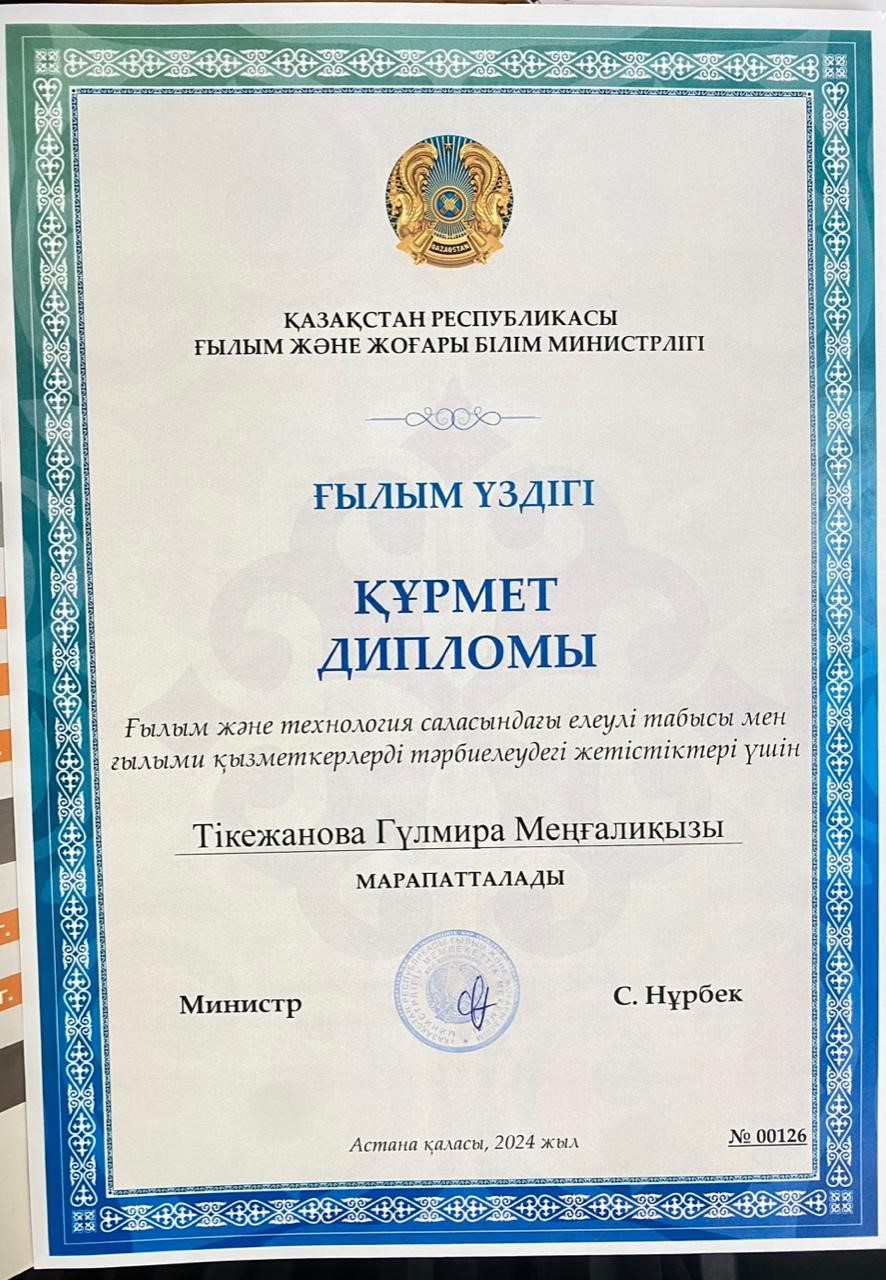 QAZAQSTAN
ҚАЗАҚСТАН РЕСПУБЛИКАСЫ
ҒЫЛЫМ ЖӘНЕ ЖОҒАРЫ БІЛІМ МИНИСТРЛІГІ
ҒЫЛЫМ ҮЗДІГІ
ҚҰРМЕТ
ДИПЛОМЫ
Ғылым және технология саласындағы елеулі табысы мен
ғылыми қызметкерлерді тәрбиелеудегі жетістіктері үшін
Тікежанова Гүлмира Меңғалиқызы
МАРАПАТТАЛАДЫ
Министр
С. Нұрбек
Астана қаласы, 2024 жыл
№ 00126